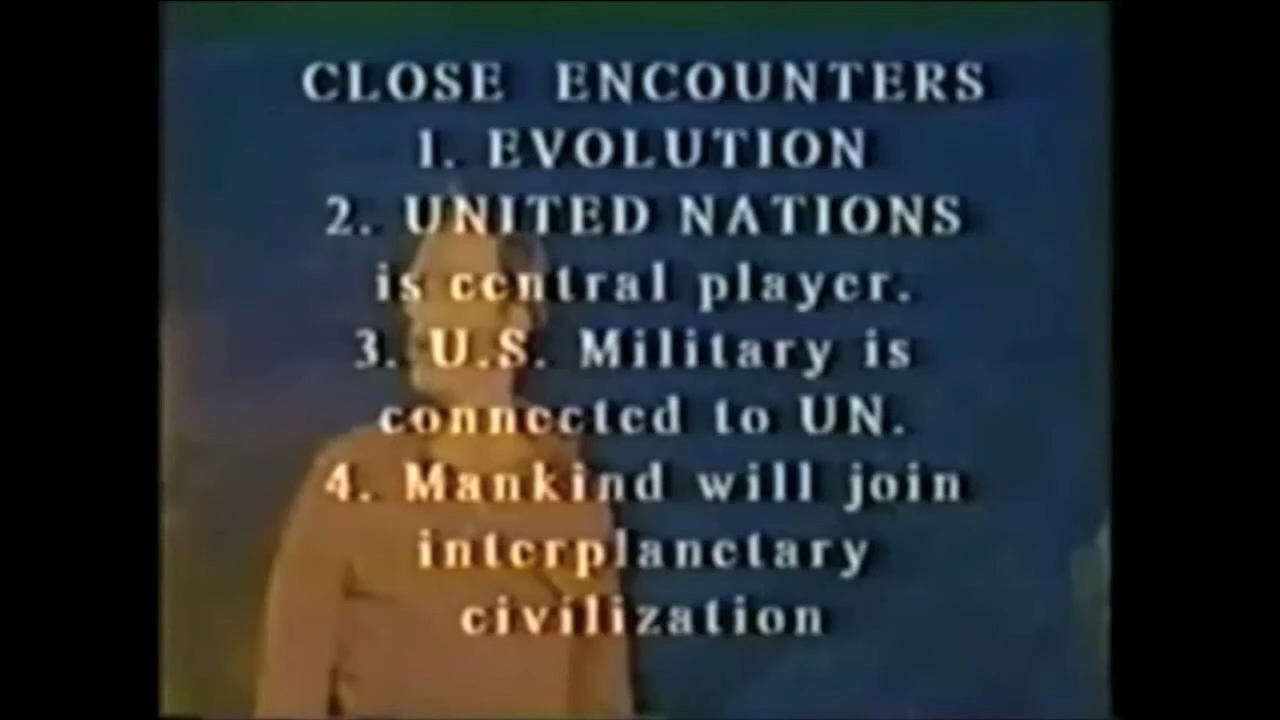 CLOSE ENCOUNTERS
1. EVOLUTION
2. UNITED NATIONS
is central player.
3. U.S. Military is
connected to UN.
4. Mankind will join
interplanetary
civilization